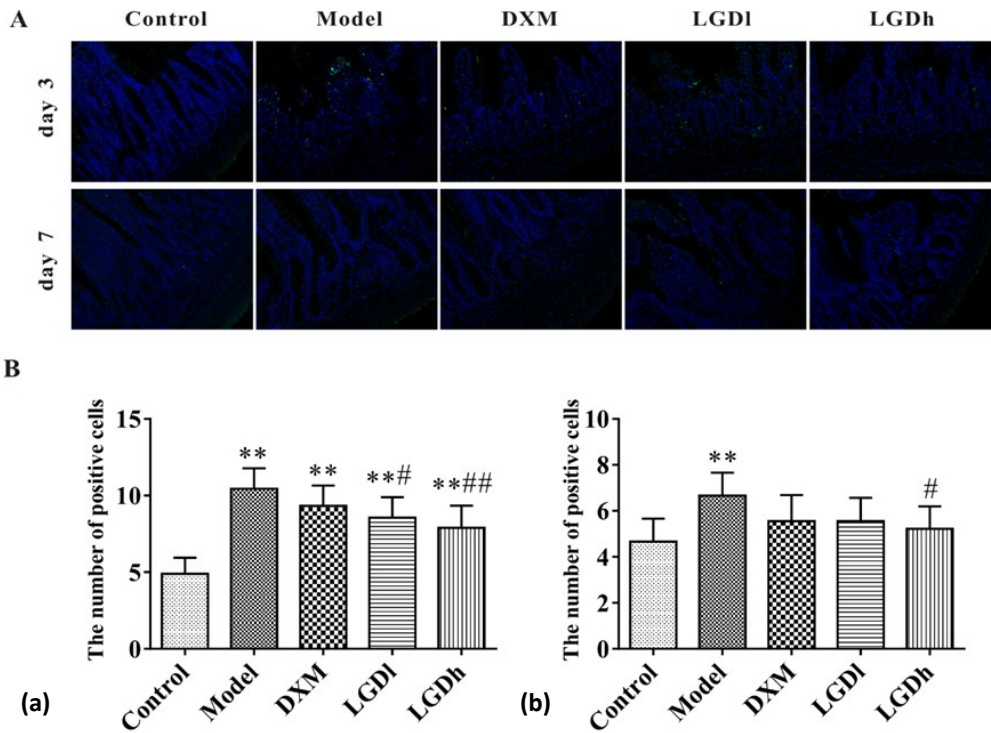 A
Control Model DXM LGDl LGDh
day 3
day 7
B
The number of positive cells
15
10
5
0
**
**
**#
**##
Control
Model
DXM
LGDl
LGDh
(a)
The number of positive cells
10
8
6
4
2
0
**
#
Control
Model
DXM
LGDl
LGDh
(b)